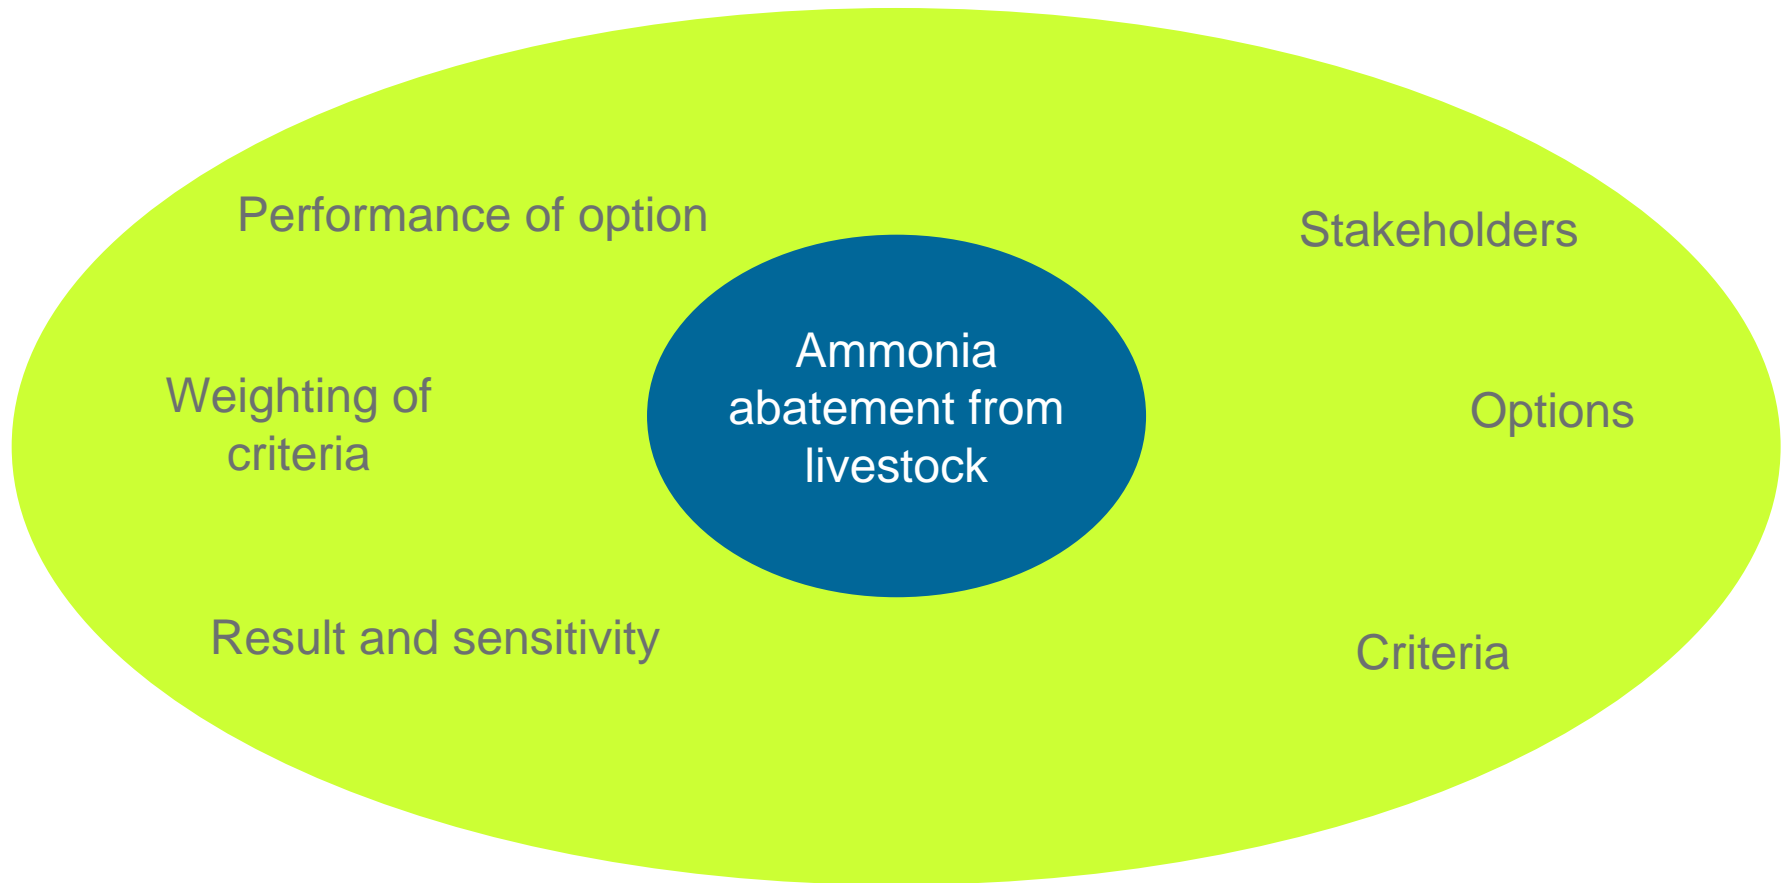 Performance of option
Stakeholders
Ammonia
abatement from
livestock
Weighting of
criteria
Options
Result and sensitivity
Criteria